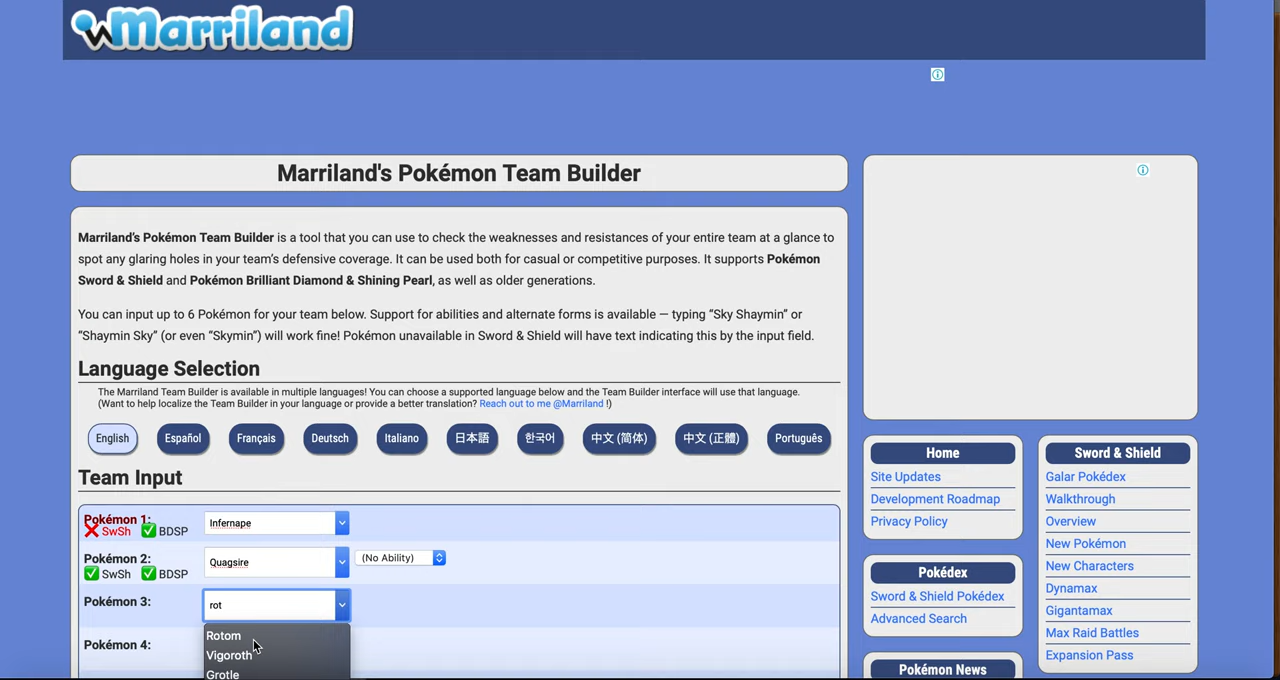 Marriland
Marriland's Pokémon Team Builder
Marriland's Pokémon Team Builder is a tool that you can use to check the weaknesses and resistances of your entire team at a glance to
spot any glaring holes in your team's defensive coverage. It can be used both for casual or competitive purposes. It supports Pokémon
Sword & Shield and Pokémon Brilliant Diamond & Shining Pearl, as well as older generations.
You can input up to 6 Pokémon for your team below. Support for abilities and alternate forms is available — typing “Sky Shaymin” or
“Shaymin Sky” (or even “Skymin”) will work fine! Pokémon unavailable in Sword & Shield will have text indicating this by the input field.
Language Selection
The Marriland Team Builder is available in multiple languages! You can choose a supported language below and the Team Builder interface will use that language.
(Want to help localize the Team Builder in your language or provide a better translation? Reach out to me @Marriland !)
English Español Français Deutsch Italiano 日本語 한국어 中文 (简体) 中文 (正體) Português
Team Input
Pokémon 1: Infernape
SwSh BDSP
Pokémon 2: Quagsire (No Ability)
SwSh BDSP
Pokémon 3: rot
Rotom
Pokémon 4: Vigoroth
Grotle
Home
Site Updates
Development Roadmap
Privacy Policy
Pokédex
Sword & Shield Pokédex
Advanced Search
Pokémon News
Sword & Shield
Galar Pokédex
Walkthrough
Overview
New Pokémon
New Characters
Dynamax
Gigantamax
Max Raid Battles
Expansion Pass